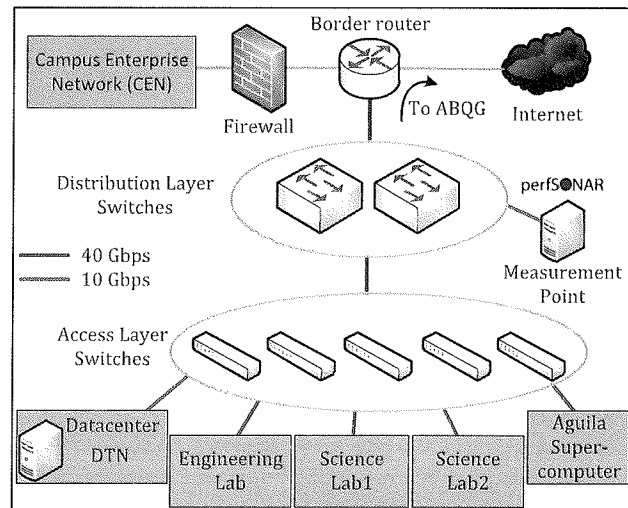 Border router
Campus Enterprise
Network (CEN)
Firewall
To ABQG
Internet
Distribution Layer
Switches
perfSONAR
Measurement
Point
40 Gbps
10 Gbps
Access Layer
Switches
Datacenter
DTN
Engineering
Lab
Science
Lab1
Science
Lab2
Aguila
Super-
computer